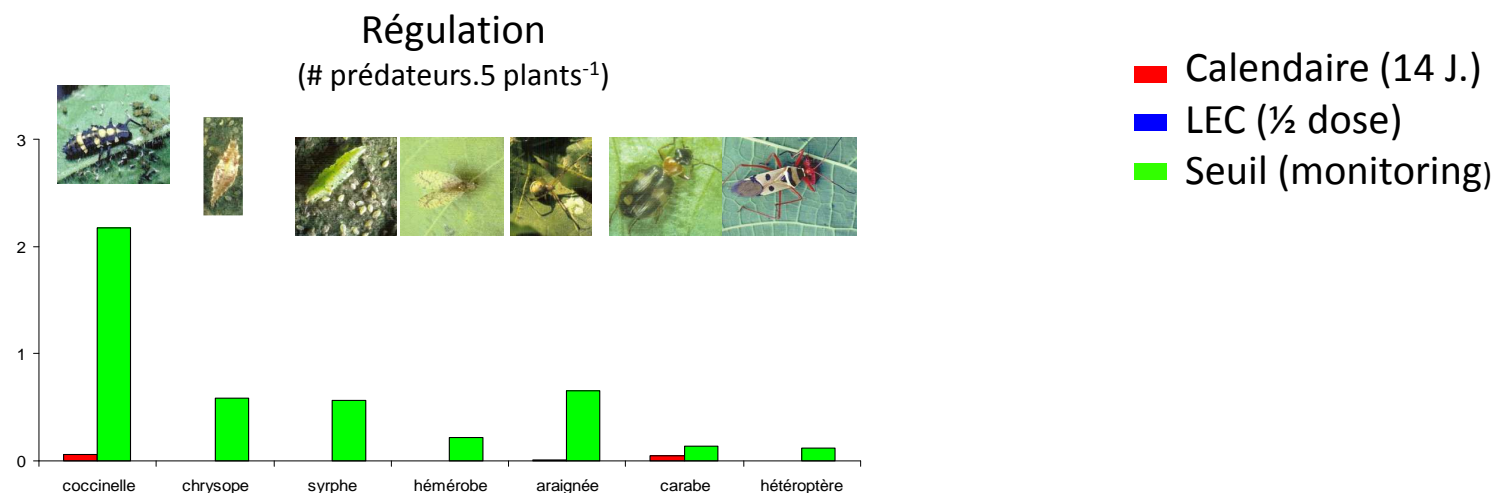 Régulation
(# prédateurs.5 plants⁻¹)
Calendaire (14 J.)
LEC (½ dose)
Seuil (monitoring)
3
2
1
0
coccinelle chrysope syrphe hémérobe araignée carabe hétéroptère